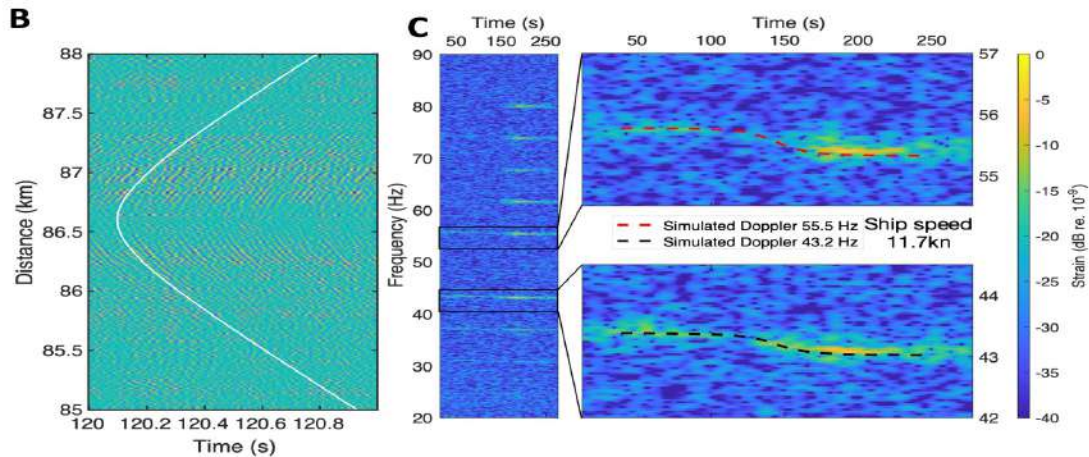 B
88
87.5
87
86.5
86
85.5
85
Distance (km)
120 120.2 120.4 120.6 120.8
Time (s)
C
Time (s)
50 150 250
90
80
70
60
50
40
30
20
Frequency (Hz)
Time (s)
50 100 150 200 250
57
56
55
Simulated Doppler 55.5 Hz
Simulated Doppler 43.2 Hz
Ship speed
11.7kn
44
43
42
0
-5
-10
-15
-20
-25
-30
-35
-40
Strain (dB re. 10⁻⁹)